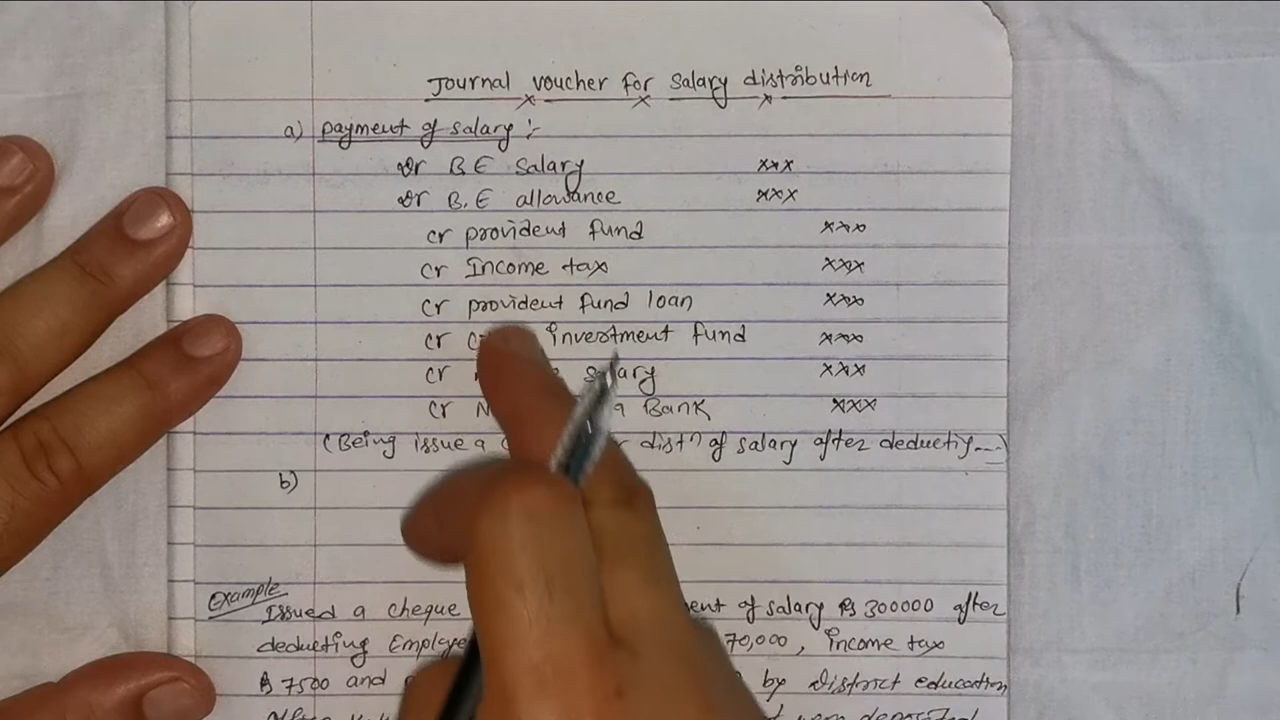 Journal voucher for salary distribution
a) payment of salary :-
Dr B.E salary xxx
Dr B.E allowance xxx
cr provident fund xxx
cr Income tax xxx
cr provident fund loan xxx
cr investment fund xxx
cr salary xxx
cr Bank xxx
(Being issue a distn of salary after deductig...)
b)
Example
Issued a cheque of salary Rs 300000 after
deducting 70,000, income tax
Rs 7500 and by District education